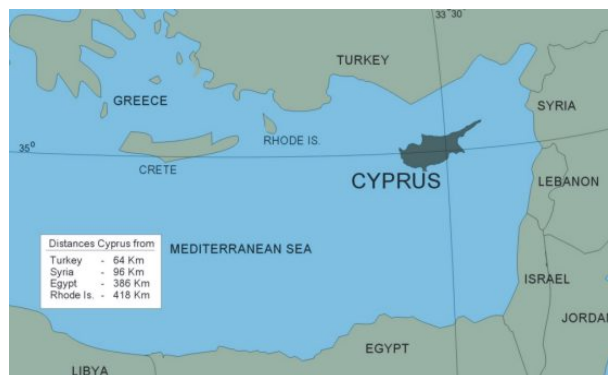 33°30'
TURKEY
GREECE
SYRIA
RHODE IS.
35°
CRETE
CYPRUS
LEBANON
Distances Cyprus from
Turkey - 64 Km
Syria - 96 Km
Egypt - 386 Km
Rhode Is. - 418 Km
MEDITERRANEAN SEA
ISRAEL
JORDAN
EGYPT
LIBYA